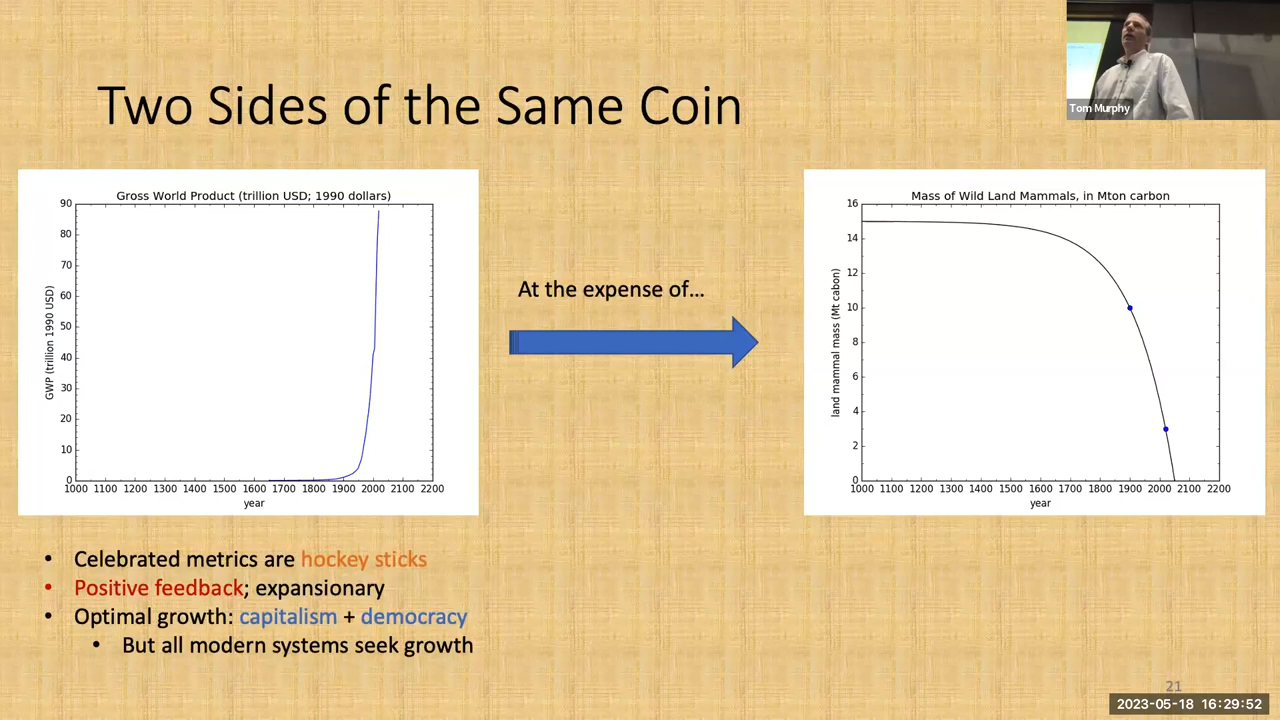 Two Sides of the Same Coin
Tom Murphy
Gross World Product (trillion USD; 1990 dollars)
GWP (trillion 1990 USD)
90
80
70
60
50
40
30
20
10
0
1000 1100 1200 1300 1400 1500 1600 1700 1800 1900 2000 2100 2200
year
At the expense of...
Mass of Wild Land Mammals, in Mton carbon
land mammal mass (Mt cabon)
16
14
12
10
8
6
4
2
0
1000 1100 1200 1300 1400 1500 1600 1700 1800 1900 2000 2100 2200
year
• Celebrated metrics are hockey sticks
• Positive feedback; expansionary
• Optimal growth: capitalism + democracy
• But all modern systems seek growth
21
2023-05-18 16:29:52